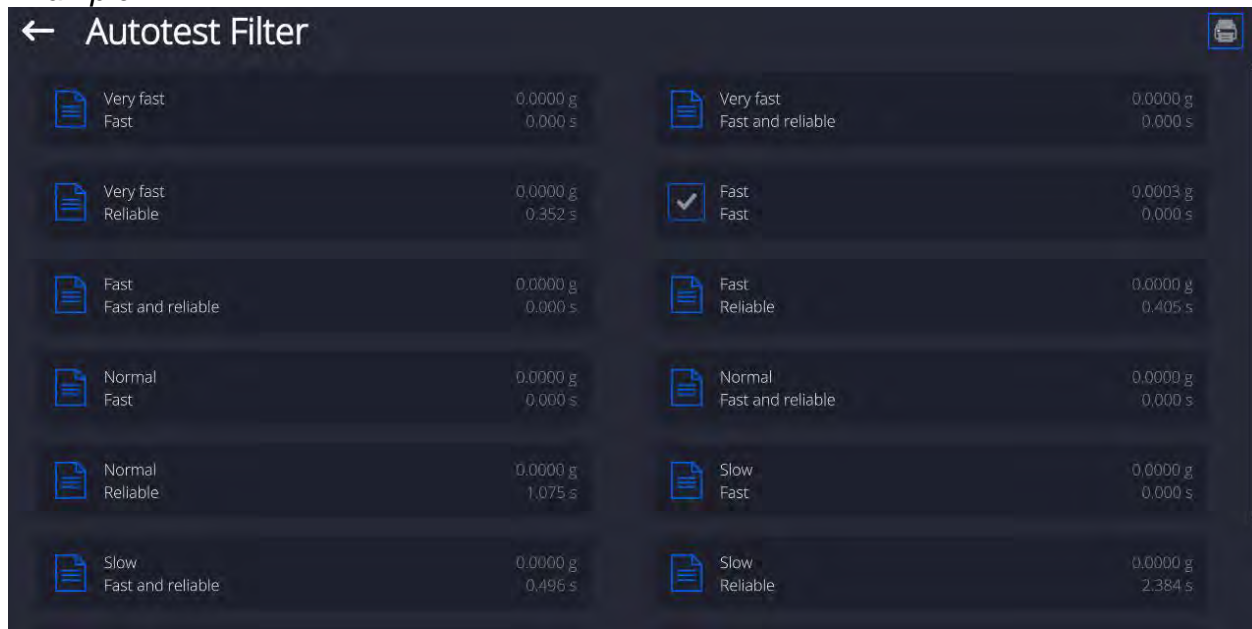 Autotest Filter
Very fast 0.0000 g
Fast 0.000 s
Very fast 0.0000 g
Fast and reliable 0.000 s
Very fast 0.0000 g
Reliable 0.352 s
Fast 0.0003 g
Fast 0.000 s
Fast 0.0000 g
Fast and reliable 0.000 s
Fast 0.0000 g
Reliable 0.405 s
Normal 0.0000 g
Fast 0.000 s
Normal 0.0000 g
Fast and reliable 0.000 s
Normal 0.0000 g
Reliable 1.075 s
Slow 0.0000 g
Fast 0.000 s
Slow 0.0000 g
Fast and reliable 0.496 s
Slow 0.0000 g
Reliable 2.384 s